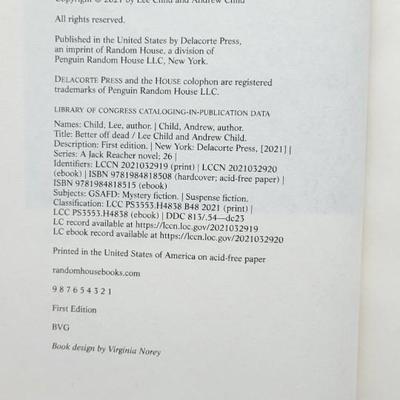 Copyright © 2021 by Lee Child and Andrew Child
All rights reserved.
Published in the United States by Delacorte Press,
an imprint of Random House, a division of
Penguin Random House LLC, New York.
DELACORTE PRESS and the HOUSE colophon are registered
trademarks of Penguin Random House LLC.
LIBRARY OF CONGRESS CATALOGING-IN-PUBLICATION DATA
Names: Child, Lee, author. | Child, Andrew, author.
Title: Better off dead / Lee Child and Andrew Child.
Description: First edition. | New York: Delacorte Press, [2021] |
Series: A Jack Reacher novel; 26 |
Identifiers: LCCN 2021032919 (print) | LCCN 2021032920
(ebook) | ISBN 9781984818508 (hardcover; acid-free paper) |
ISBN 9781984818515 (ebook)
Subjects: GSAFD: Mystery fiction. | Suspense fiction.
Classification: LCC PS3553.H4838 B48 2021 (print) |
LCC PS3553.H4838 (ebook) | DDC 813/.54—dc23
LC record available at https://lccn.loc.gov/2021032919
LC ebook record available at https://lccn.loc.gov/2021032920
Printed in the United States of America on acid-free paper
randomhousebooks.com
9 8 7 6 5 4 3 2 1
First Edition
BVG
Book design by Virginia Norey